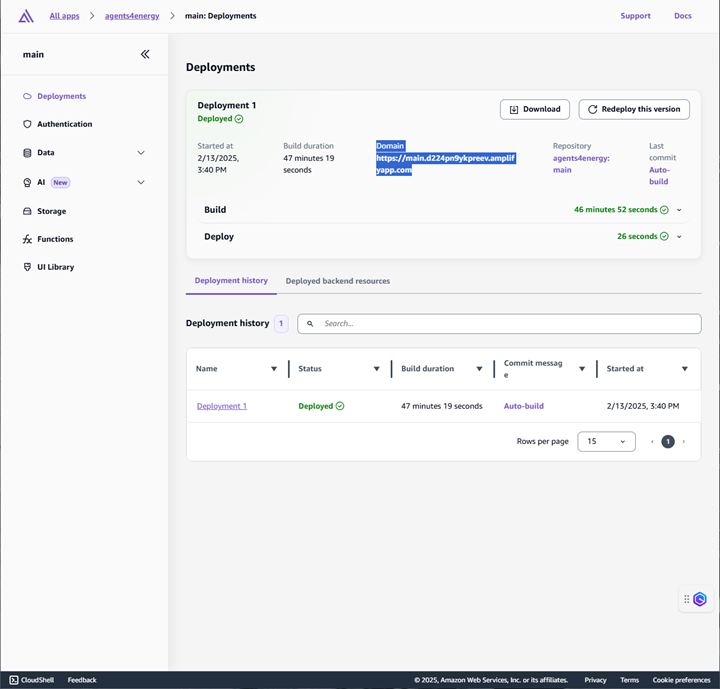 All apps > agents4energy > main: Deployments Support Docs
main
Deployments
Authentication
Data
AI New
Storage
Functions
UI Library
Deployments
Deployment 1
Deployed
Download
Redeploy this version
Started at
2/13/2025,
3:40 PM
Build duration
47 minutes 19
seconds
Domain
https://main.d224pn9ykpreev.amplif
yapp.com
Repository
agents4energy:
main
Last
commit
Auto-
build
Build 46 minutes 52 seconds
Deploy 26 seconds
Deployment history Deployed backend resources
Deployment history 1 Search...
Name Status Build duration Commit messag
e Started at
Deployment 1 Deployed 47 minutes 19 seconds Auto-build 2/13/2025, 3:40 PM
Rows per page 15 1
CloudShell Feedback © 2025, Amazon Web Services, Inc. or its affiliates. Privacy Terms Cookie preferences